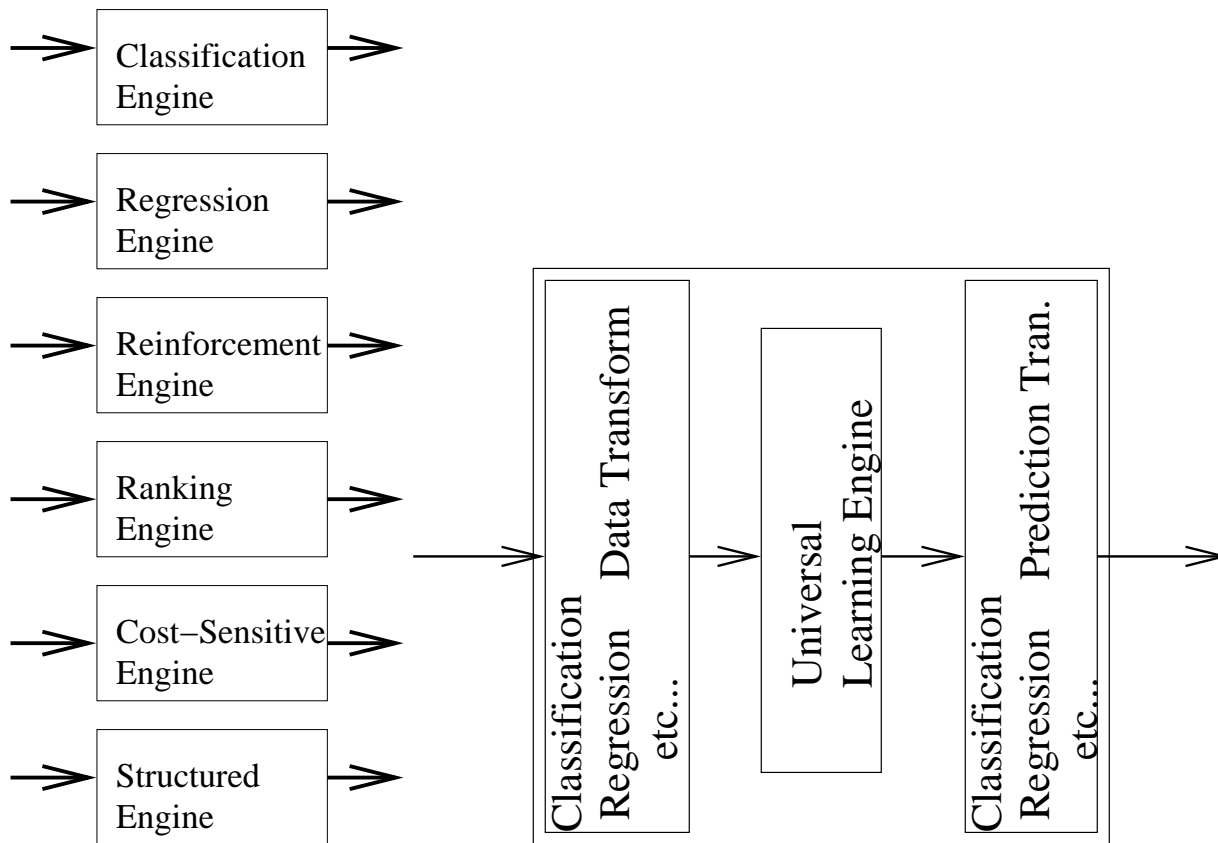 Classification
Engine
Regression
Engine
Reinforcement
Engine
Ranking
Engine
Cost−Sensitive
Engine
Structured
Engine
Classification
Regression Data Transform
etc...
Universal
Learning Engine
Classification
Regression Prediction Tran.
etc...